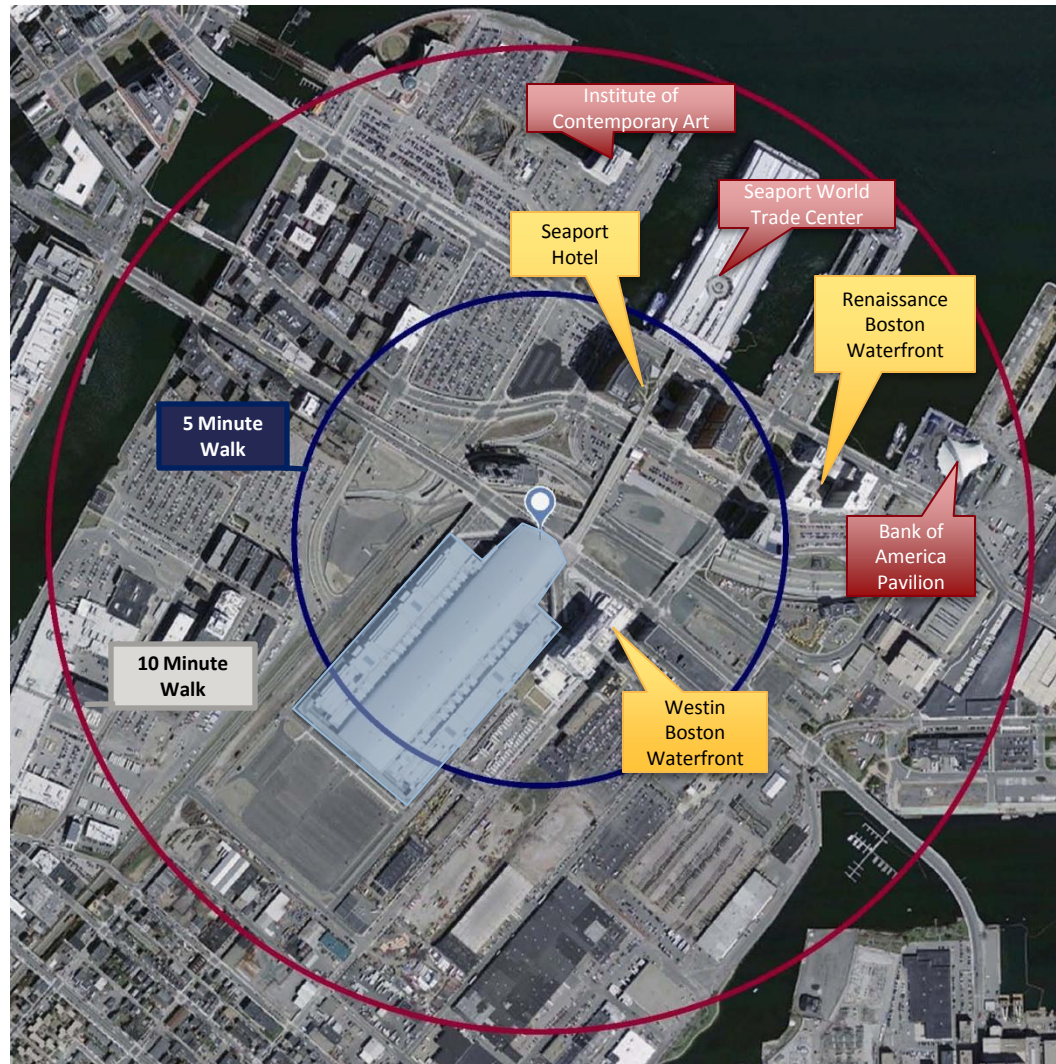 Institute of
Contemporary Art
Seaport World
Trade Center
Seaport
Hotel
Renaissance
Boston
Waterfront
5 Minute
Walk
Bank of
America
Pavilion
10 Minute
Walk
Westin
Boston
Waterfront